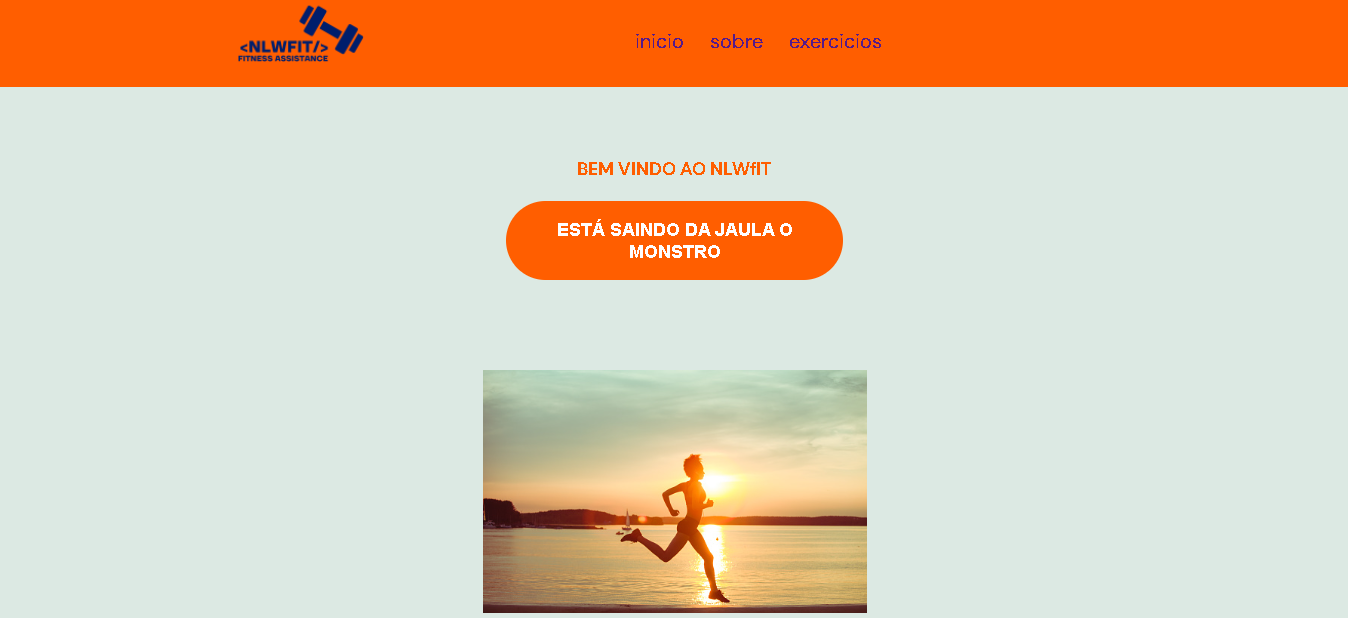 <NLWFIT/>
FITNESS ASSISTANCE
inicio sobre exercicios
BEM VINDO AO NLWfIT
ESTÁ SAINDO DA JAULA O
MONSTRO